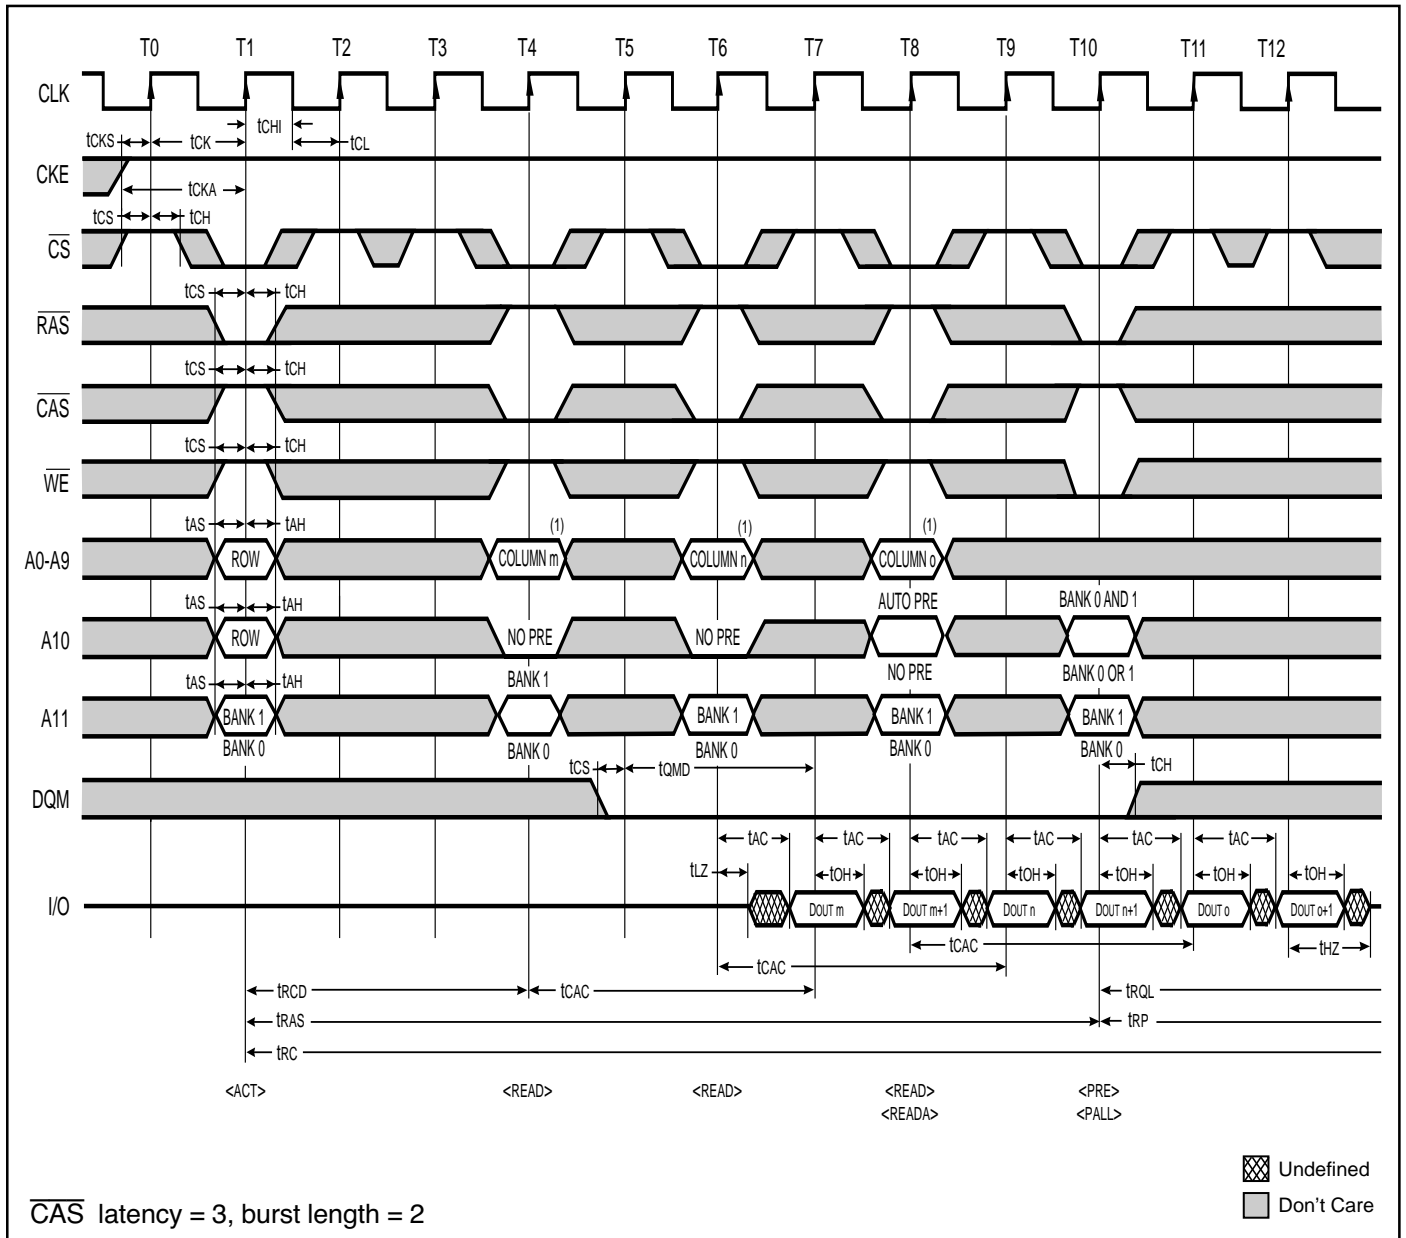 T0 T1 T2 T3 T4 T5 T6 T7 T8 T9 T10 T11 T12
CLK
tCHI
tCKS tCK tCL
CKE
tCKA
tCS tCH
CS
tCS tCH
RAS
tCS tCH
CAS
tCS tCH
WE
tAS tAH (1) (1) (1)
A0-A9 ROW COLUMN m COLUMN n COLUMN o
tAS tAH AUTO PRE BANK 0 AND 1
A10 ROW NO PRE NO PRE
tAS tAH BANK 1 NO PRE BANK 0 OR 1
A11 BANK 1 BANK 1 BANK 1 BANK 1
BANK 0 BANK 0 BANK 0 BANK 0 BANK 0
tCS tQMD tCH
DQM
tAC tAC tAC tAC tAC tAC
tLZ tOH tOH tOH tOH tOH tOH
I/O DOUT m DOUT m+1 DOUT n DOUT n+1 DOUT o DOUT o+1
tCAC tHZ
tCAC
tRCD tCAC tRQL
tRAS tRP
tRC
<ACT> <READ> <READ> <READ> <PRE>
<READA> <PALL>
Undefined
Don't Care
CAS latency = 3, burst length = 2